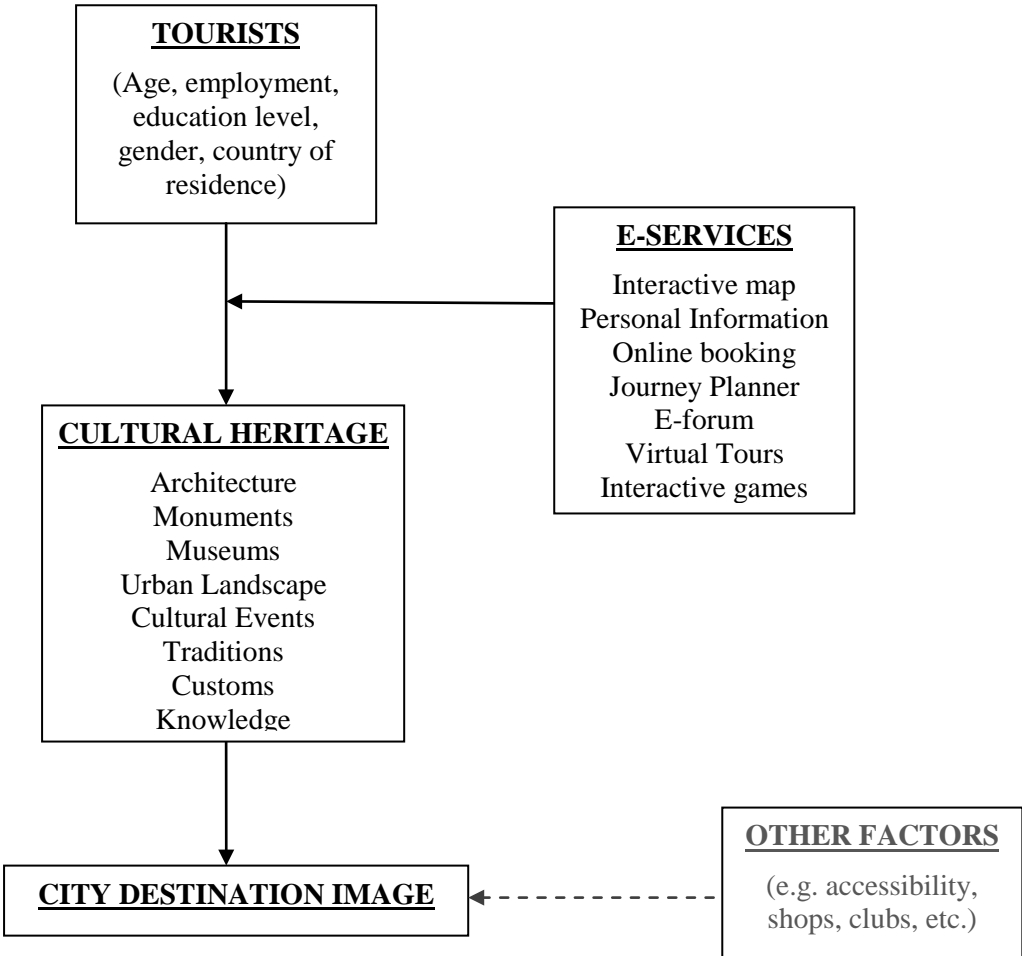 TOURISTS
(Age, employment,
education level,
gender, country of
residence)
E-SERVICES
Interactive map
Personal Information
Online booking
Journey Planner
E-forum
Virtual Tours
Interactive games
CULTURAL HERITAGE
Architecture
Monuments
Museums
Urban Landscape
Cultural Events
Traditions
Customs
Knowledge
OTHER FACTORS
(e.g. accessibility,
shops, clubs, etc.)
CITY DESTINATION IMAGE